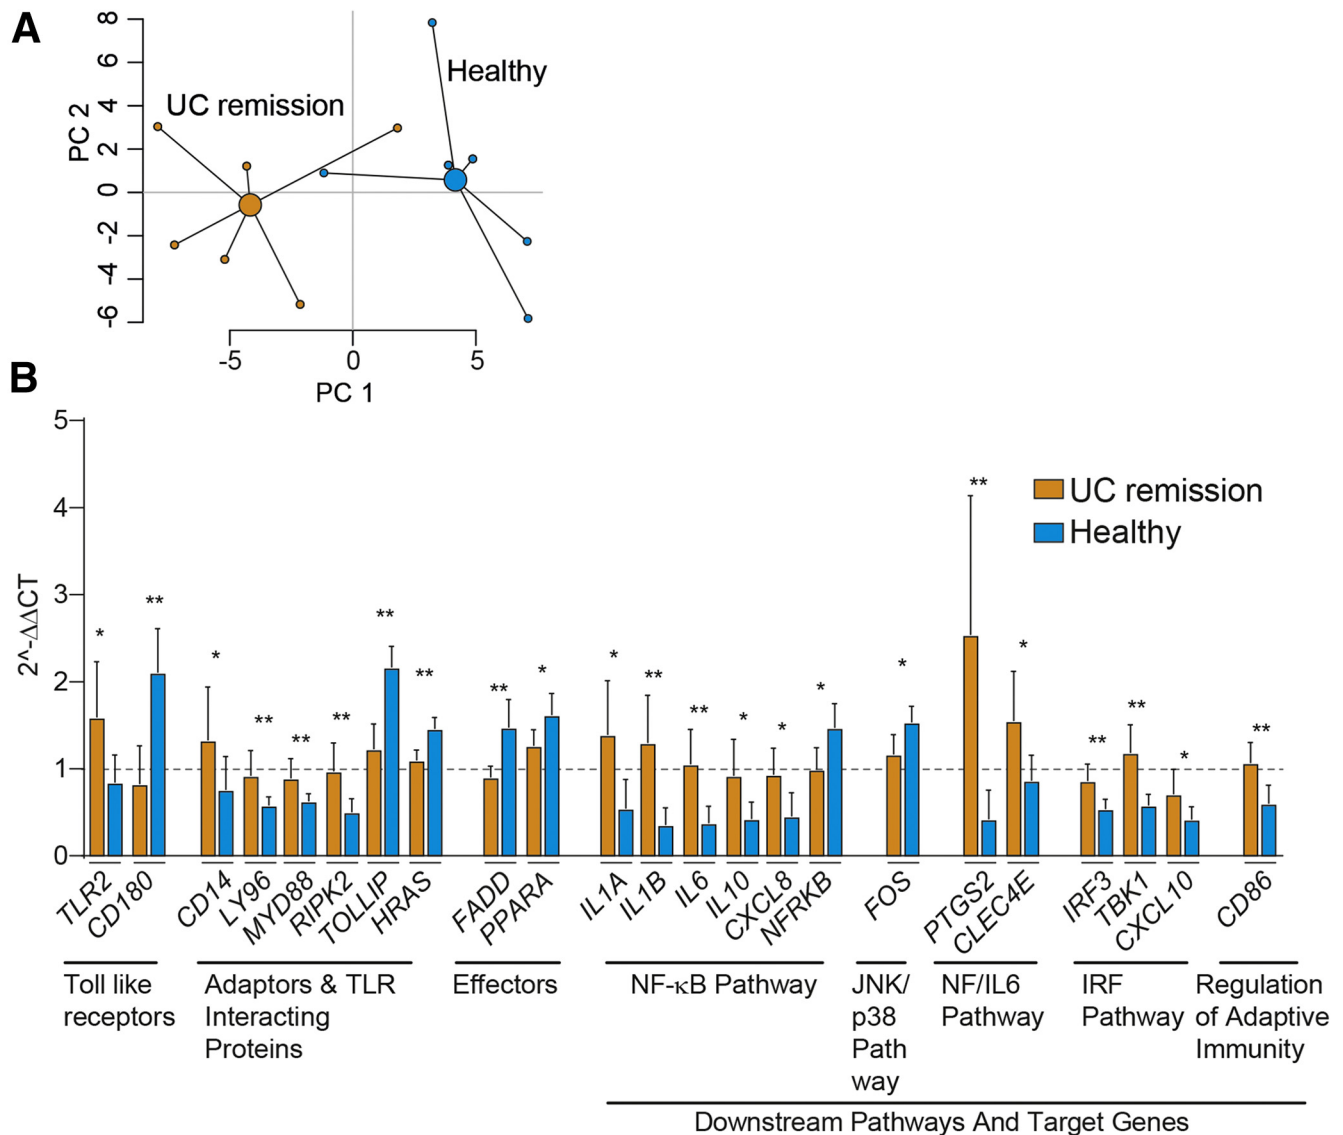 A
8
6
4
2
0
-2
-4
-6
PC 2
UC remission
Healthy
-5 0 5
PC 1
B
5
4
3
2
1
0
2^-ΔΔCT
UC remission
Healthy
* ** * ** ** ** ** ** ** * * ** ** * * * * ** * ** ** * **
TLR2 CD180 CD14 LY96 MYD88 RIPK2 TOLLIP HRAS FADD PPARA IL1A IL1B IL6 IL10 CXCL8 NFRKB FOS PTGS2 CLEC4E IRF3 TBK1 CXCL10 CD86
Toll like
receptors
Adaptors & TLR
Interacting
Proteins
Effectors
NF-κB Pathway
JNK/
p38
Path
way
NF/IL6
Pathway
IRF
Pathway
Regulation
of Adaptive
Immunity
Downstream Pathways And Target Genes